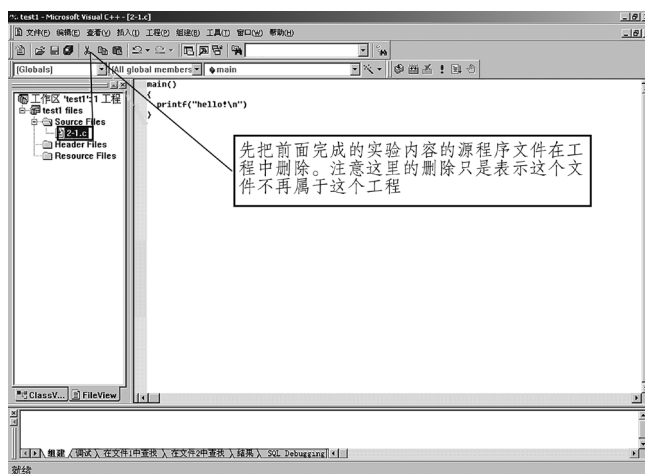 test1 - Microsoft Visual C++ - [2-1.c]
文件(F) 编辑(E) 查看(V) 插入(I) 工程(P) 组建(B) 工具(T) 窗口(W) 帮助(H)
[Globals] [All global members main
工作区 'test1': 1 工程
test1 files
Source Files
2-1.c
Header Files
Resource Files
main()
{
printf("hello!\n")
}
先把前面完成的实验内容的源程序文件在工
程中删除。注意这里的删除只是表示这个文
件不再属于这个工程
ClassV... FileView
组建 调试 在文件1中查找 在文件2中查找 结果 SQL Debugging
就绪